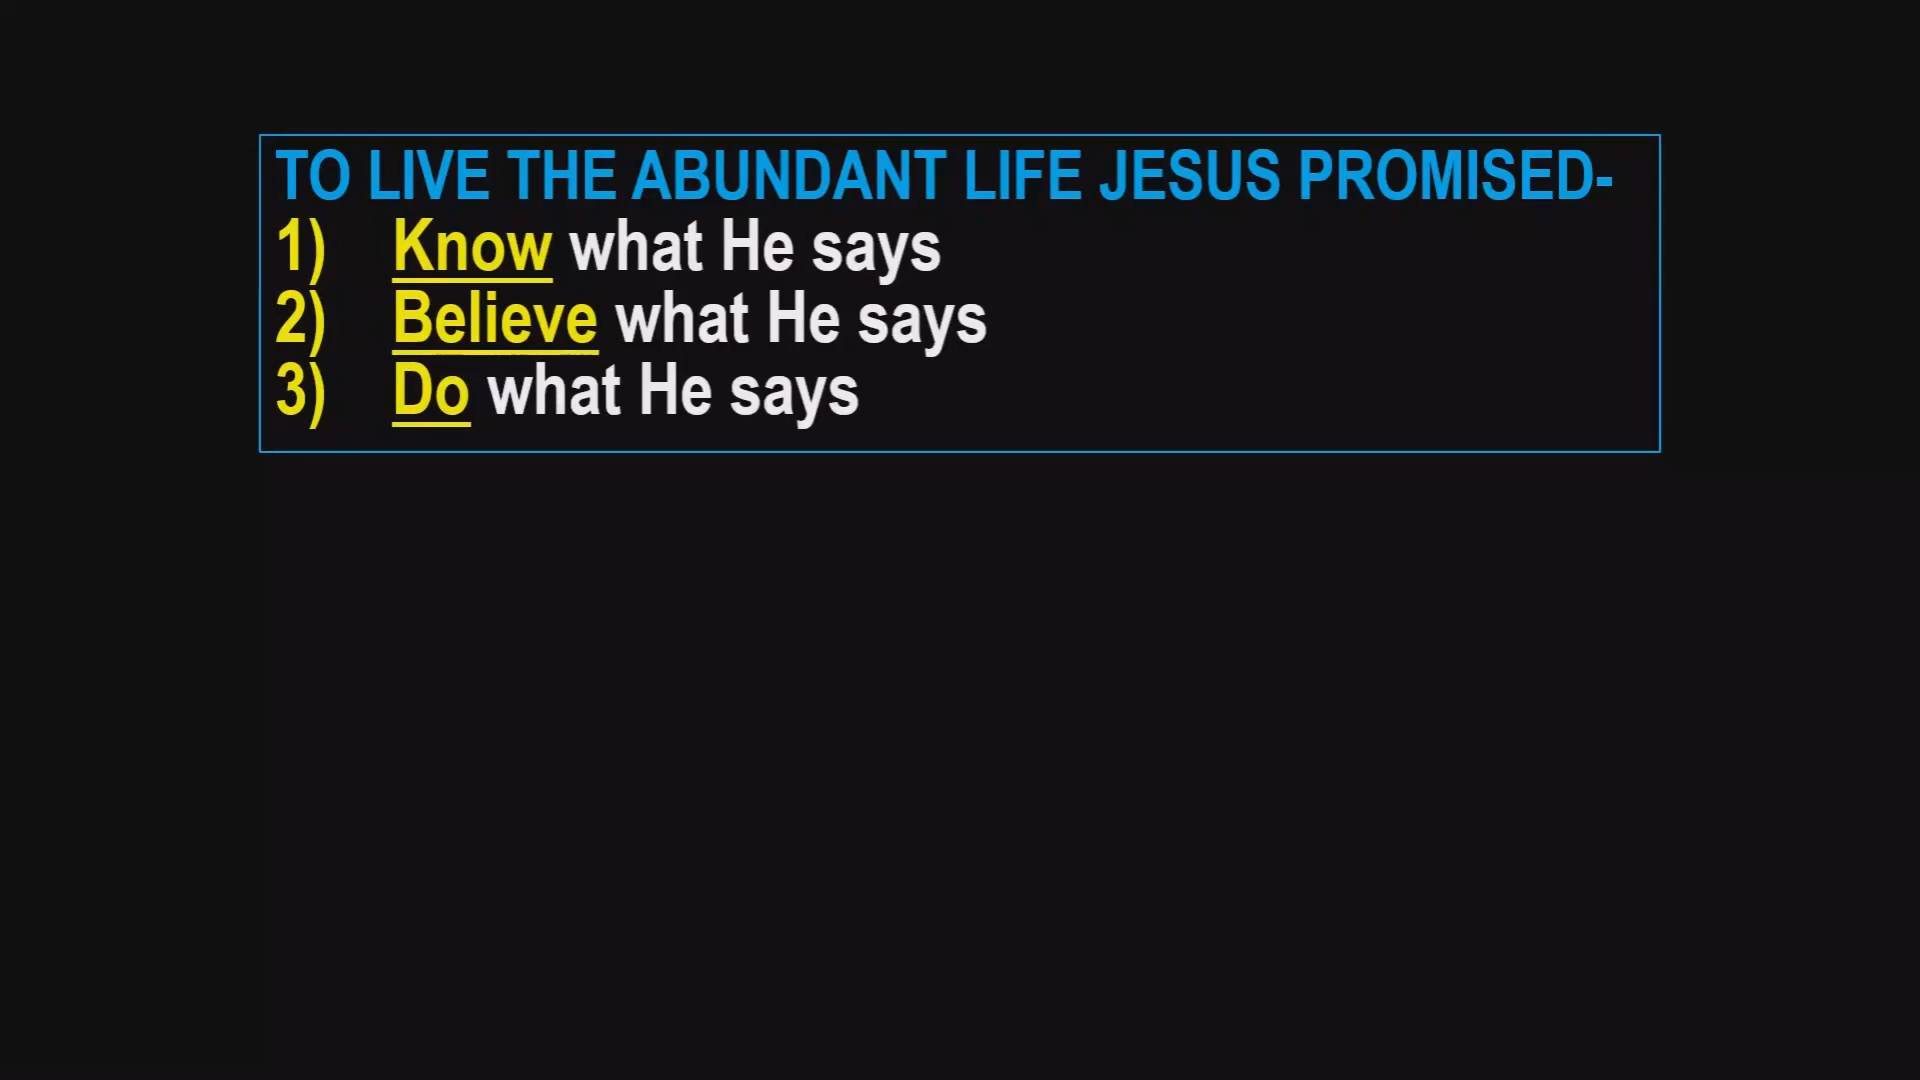 TO LIVE THE ABUNDANT LIFE JESUS PROMISED-
1) Know what He says
2) Believe what He says
3) Do what He says